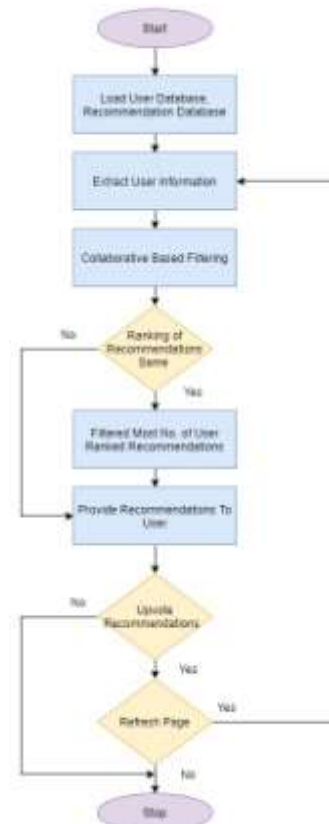 Start
Load User Database,
Recommendation Database
Extract User Information
Collaborative Based Filtering
No
Ranking of
Recommendations
Same
Yes
Filtered Most No. of User
Ranked Recommendations
Provide Recommendations To
User
No
Upvote
Recommendations
Yes
Refresh Page
Yes
No
Stop